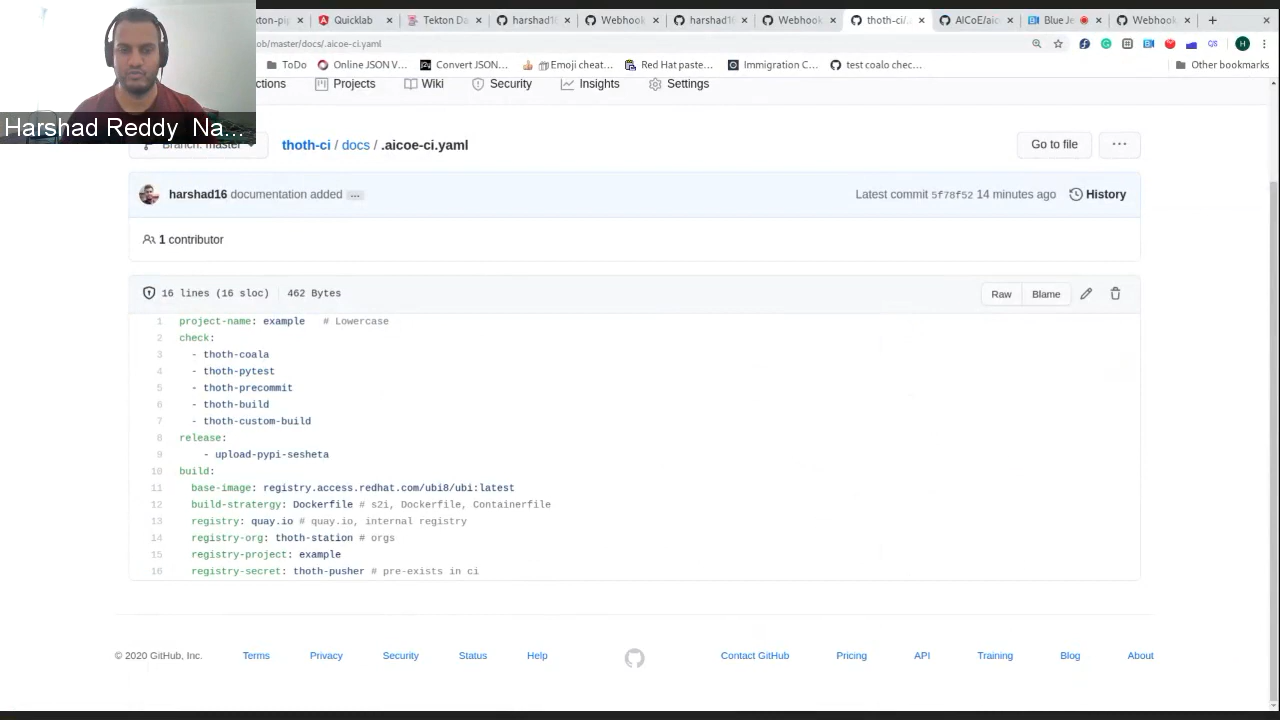 kton-pip
Quicklab
Tekton Da
harshad1
Webhook
harshad1
Webhook
thoth-ci/.
AICoE/aic
Blue Je
Webhook
ob/master/docs/.aicoe-ci.yaml
ToDo
Online JSON V...
Convert JSON...
Emoji cheat...
Red Hat paste...
Immigration C...
test coalo chec...
Other bookmarks
Harshad Reddy Na...
ctions
Projects
Wiki
Security
Insights
Settings
Branch: master
thoth-ci / docs / .aicoe-ci.yaml
Go to file
...
harshad16 documentation added ...
Latest commit 5f78f52 14 minutes ago
History
1 contributor
16 lines (16 sloc) 462 Bytes
Raw
Blame
1 project-name: example # Lowercase
2 check:
3 - thoth-coala
4 - thoth-pytest
5 - thoth-precommit
6 - thoth-build
7 - thoth-custom-build
8 release:
9 - upload-pypi-sesheta
10 build:
11 base-image: registry.access.redhat.com/ubi8/ubi:latest
12 build-stratergy: Dockerfile # s2i, Dockerfile, Containerfile
13 registry: quay.io # quay.io, internal registry
14 registry-org: thoth-station # orgs
15 registry-project: example
16 registry-secret: thoth-pusher # pre-exists in ci
© 2020 GitHub, Inc.
Terms
Privacy
Security
Status
Help
Contact GitHub
Pricing
API
Training
Blog
About